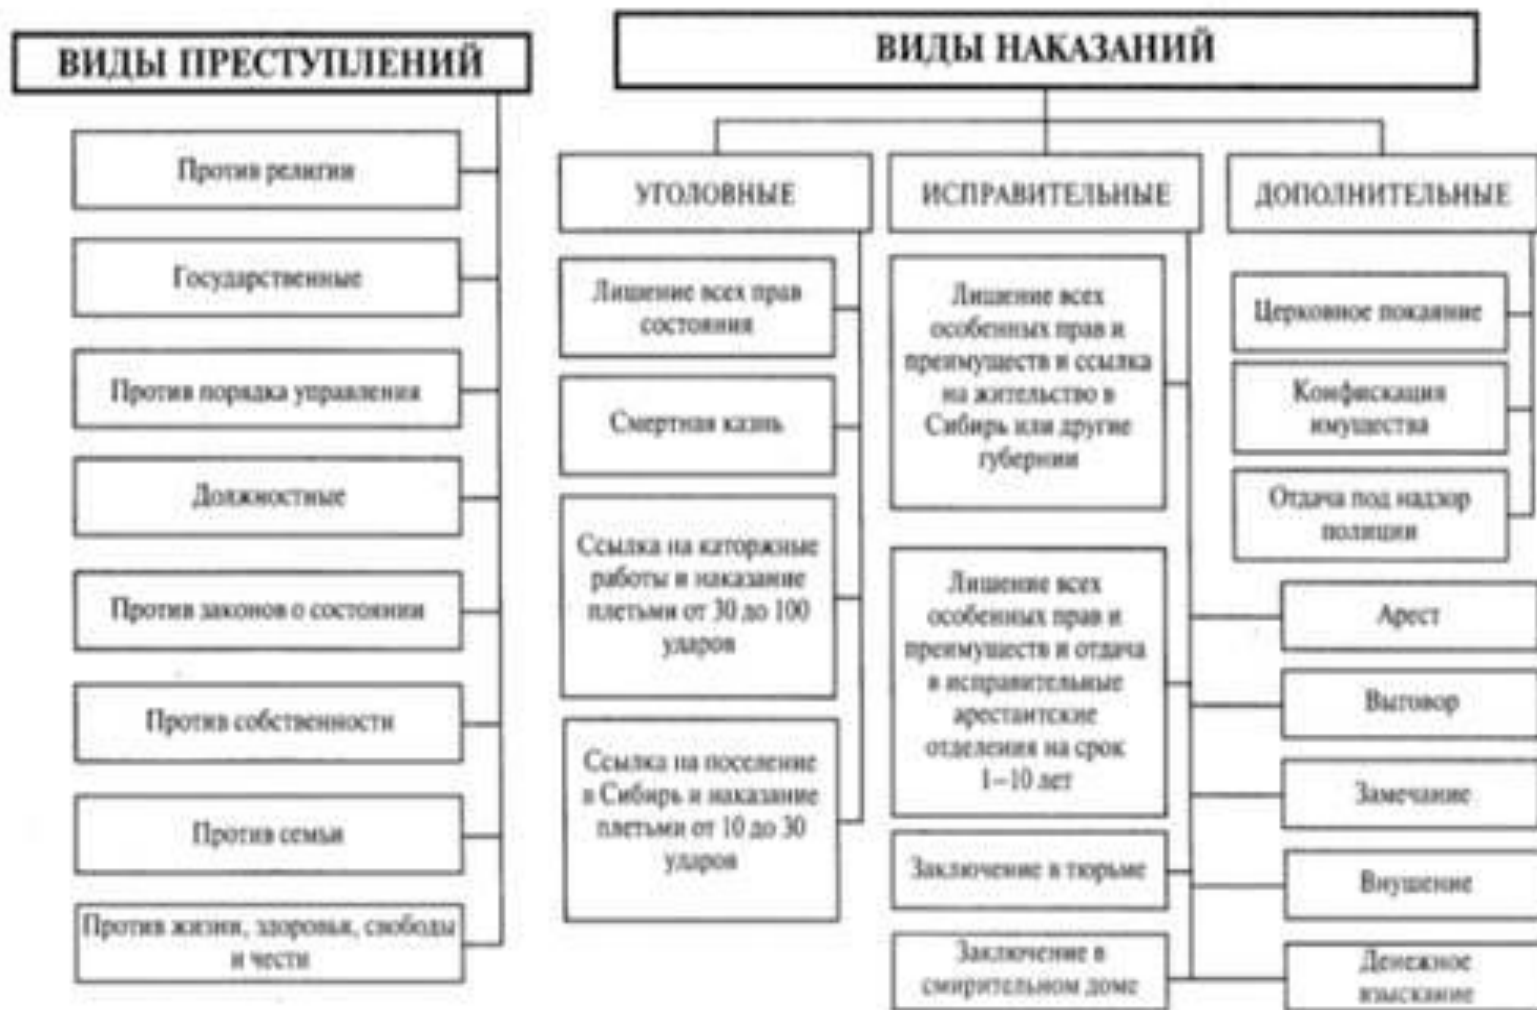 ВИДЫ ПРЕСТУПЛЕНИЙ
Против религии
Государственные
Против порядка управления
Должностные
Против законов о состоянии
Против собственности
Против семьи
Против жизни, здоровья, свободы
и чести
ВИДЫ НАКАЗАНИЙ
УГОЛОВНЫЕ
Лишение всех прав
состояния
Смертная казнь
Ссылка на каторжные
работы и наказание
плетьми от 30 до 100
ударов
Ссылка на поселение
в Сибирь и наказание
плетьми от 10 до 30
ударов
ИСПРАВИТЕЛЬНЫЕ
Лишение всех
особенных прав и
преимуществ и ссылка
на жительство в
Сибирь или другие
губернии
Лишение всех
особенных прав и
преимуществ и отдача
в исправительные
арестантские
отделения на срок
1–10 лет
Заключение в тюрьме
Заключение в
смирительном доме
Арест
Выговор
Замечание
Внушение
Денежное
взыскание
ДОПОЛНИТЕЛЬНЫЕ
Церковное покаяние
Конфискация
имущества
Отдача под надзор
полиции